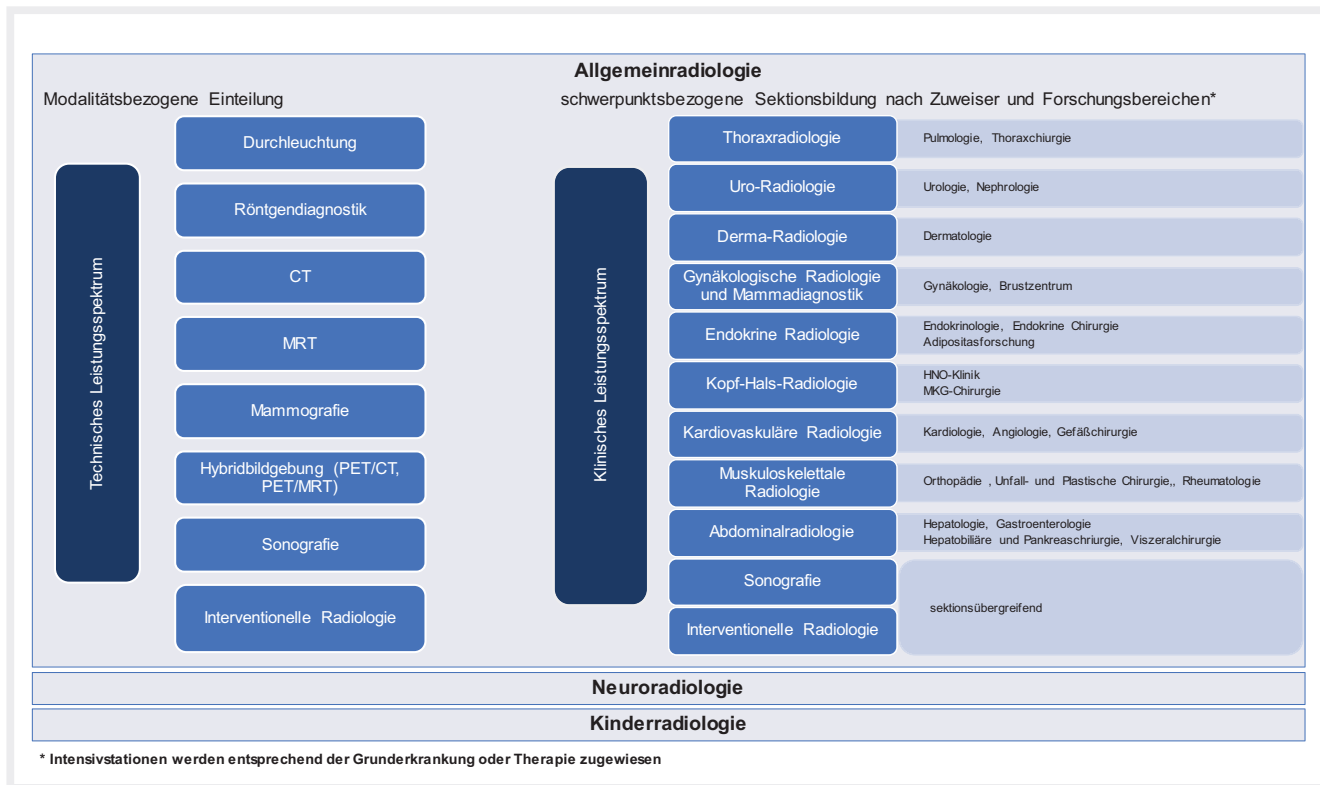 Allgemeinradiologie
Modalitätsbezogene Einteilung
schwerpunktsbezogene Sektionsbildung nach Zuweiser und Forschungsbereichen*
Technisches Leistungsspektrum
Durchleuchtung
Röntgendiagnostik
CT
MRT
Mammografie
Hybridbildgebung (PET/CT,
PET/MRT)
Sonografie
Interventionelle Radiologie
Klinisches Leistungsspektrum
Thoraxradiologie
Pulmologie, Thoraxchiurgie
Uro-Radiologie
Urologie, Nephrologie
Derma-Radiologie
Dermatologie
Gynäkologische Radiologie
und Mammadiagnostik
Gynäkologie, Brustzentrum
Endokrine Radiologie
Endokrinologie, Endokrine Chirurgie
Adipositasforschung
Kopf-Hals-Radiologie
HNO-Klinik
MKG-Chirurgie
Kardiovaskuläre Radiologie
Kardiologie, Angiologie, Gefäßchirurgie
Muskuloskelettale
Radiologie
Orthopädie , Unfall- und Plastische Chirurgie,, Rheumatologie
Abdominalradiologie
Hepatologie, Gastroenterologie
Hepatobiliäre und Pankreaschriurgie, Viszeralchirurgie
Sonografie
Interventionelle Radiologie
sektionsübergreifend
Neuroradiologie
Kinderradiologie
* Intensivstationen werden entsprechend der Grunderkrankung oder Therapie zugewiesen